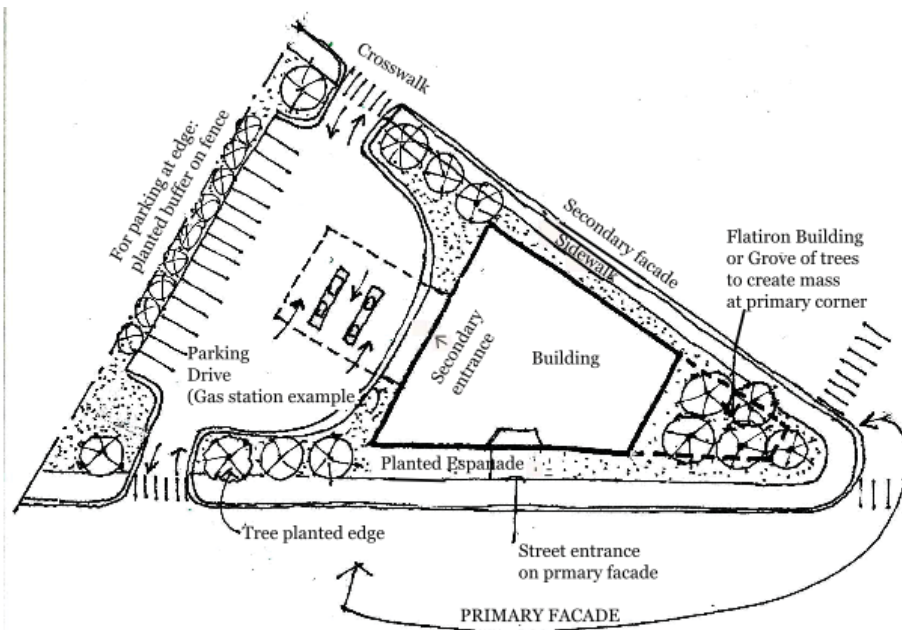 Crosswalk
For parking at edge:
planted buffer on fence
Secondary facade
Sidewalk
Flatiron Building
or Grove of trees
to create mass
at primary corner
Parking
Drive
(Gas station example
Secondary
entrance
Building
Planted Espanade
Tree planted edge
Street entrance
on prmary facade
PRIMARY FACADE